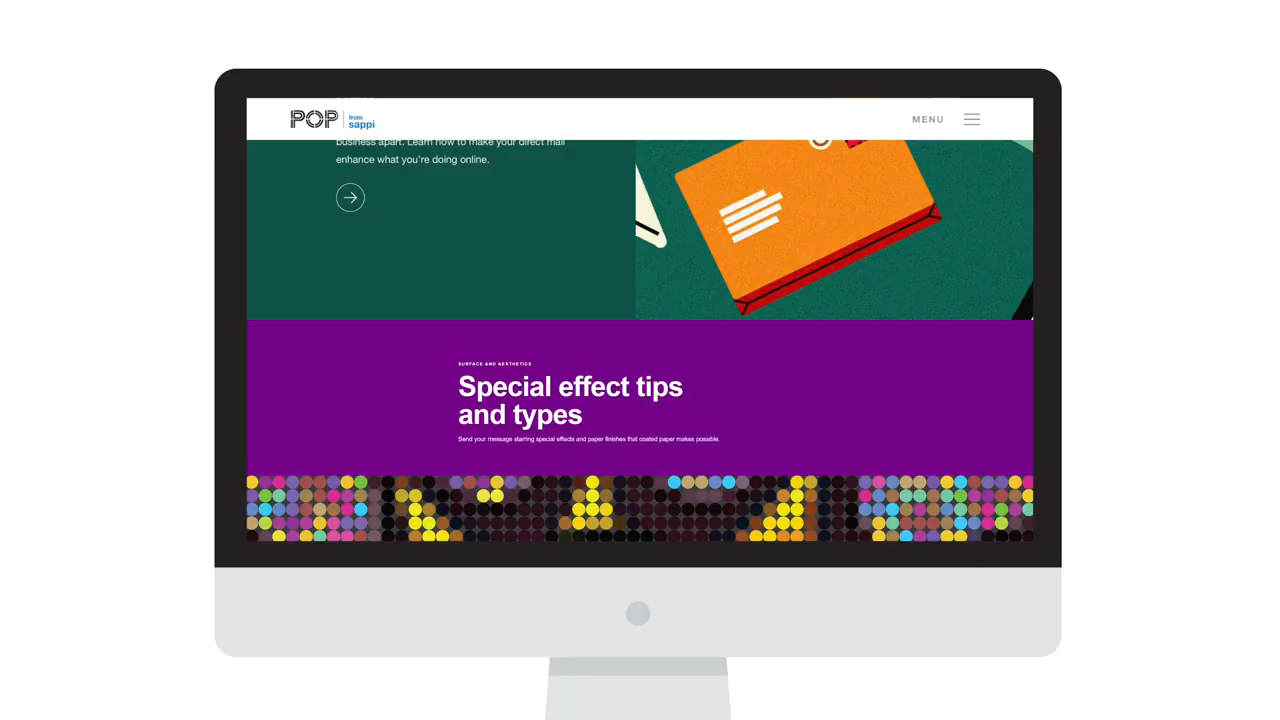 POP
from
sappi
MENU
business apart. Learn how to make your direct mail
enhance what you're doing online.
SURFACE AND AESTHETICS
Special effect tips
and types
Send your message starring special effects and paper finishes that coated paper makes possible.